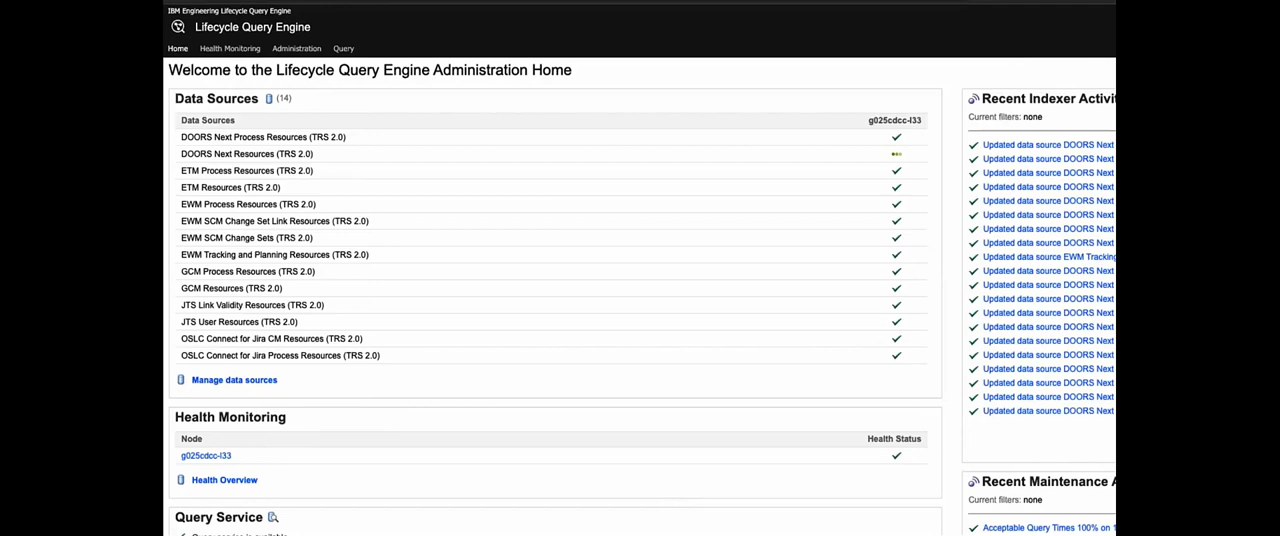 IBM Engineering Lifecycle Query Engine
Lifecycle Query Engine
Home Health Monitoring Administration Query
Welcome to the Lifecycle Query Engine Administration Home
Data Sources (14)
Data Sources g025cdcc-l33
DOORS Next Process Resources (TRS 2.0)
DOORS Next Resources (TRS 2.0)
ETM Process Resources (TRS 2.0)
ETM Resources (TRS 2.0)
EWM Process Resources (TRS 2.0)
EWM SCM Change Set Link Resources (TRS 2.0)
EWM SCM Change Sets (TRS 2.0)
EWM Tracking and Planning Resources (TRS 2.0)
GCM Process Resources (TRS 2.0)
GCM Resources (TRS 2.0)
JTS Link Validity Resources (TRS 2.0)
JTS User Resources (TRS 2.0)
OSLC Connect for Jira CM Resources (TRS 2.0)
OSLC Connect for Jira Process Resources (TRS 2.0)
Manage data sources
Health Monitoring
Node Health Status
g025cdcc-l33
Health Overview
Query Service
Recent Indexer Activit
Current filters: none
Updated data source DOORS Next
Updated data source DOORS Next
Updated data source DOORS Next
Updated data source DOORS Next
Updated data source DOORS Next
Updated data source DOORS Next
Updated data source DOORS Next
Updated data source DOORS Next
Updated data source EWM Tracking
Updated data source DOORS Next
Updated data source DOORS Next
Updated data source DOORS Next
Updated data source DOORS Next
Updated data source DOORS Next
Updated data source DOORS Next
Updated data source DOORS Next
Updated data source DOORS Next
Updated data source DOORS Next
Updated data source DOORS Next
Updated data source DOORS Next
Recent Maintenance A
Current filters: none
Acceptable Query Times 100% on 1